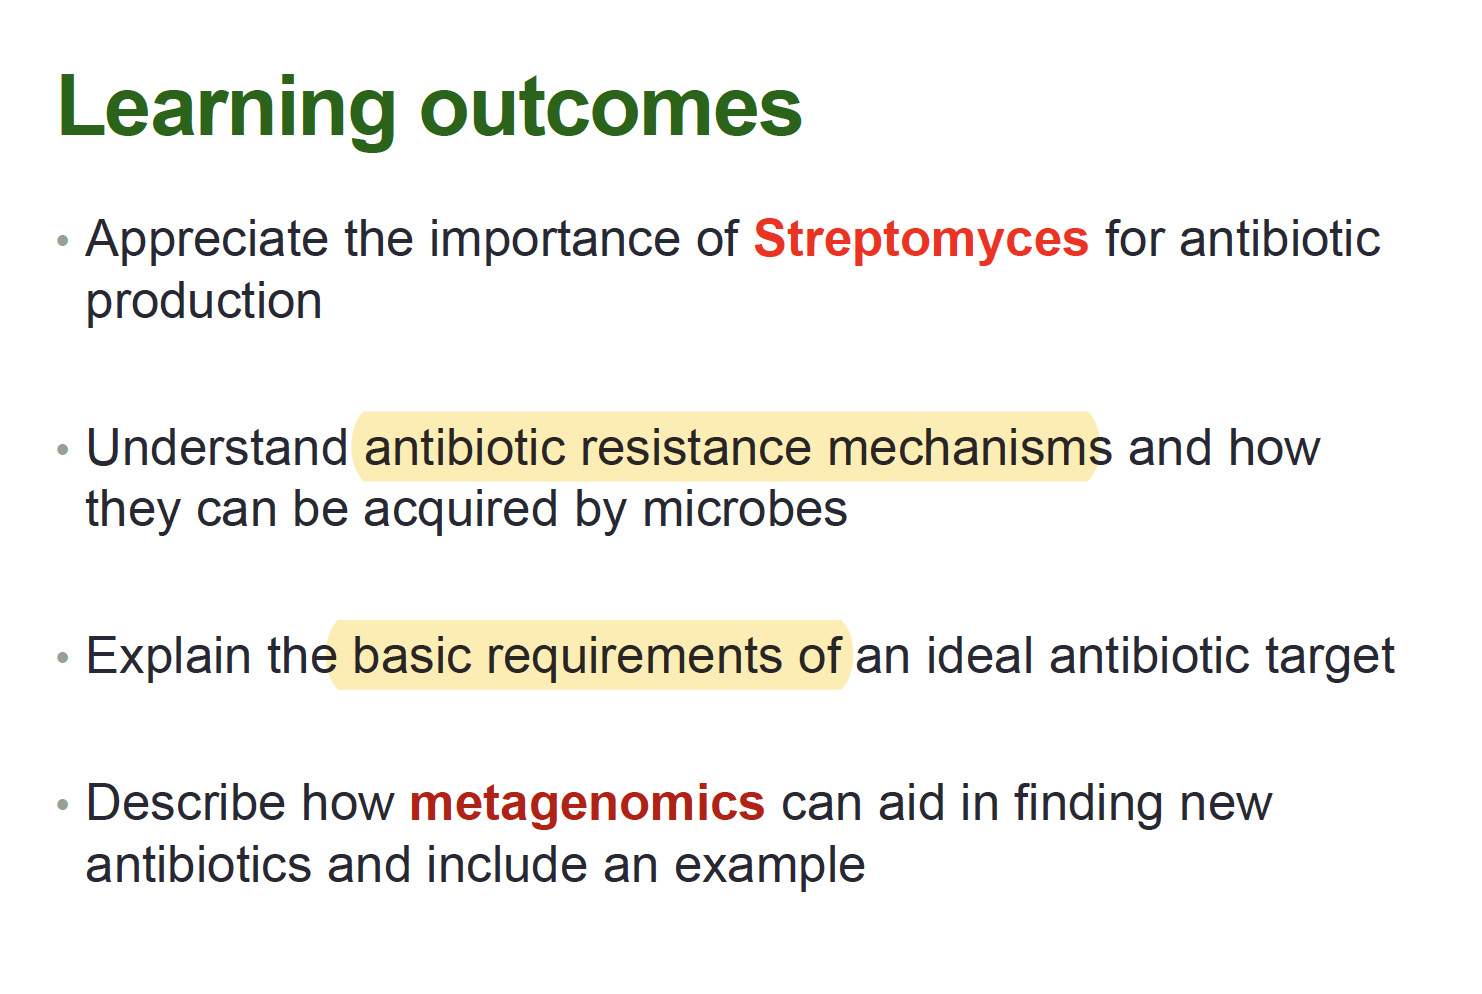 Learning outcomes
• Appreciate the importance of Streptomyces for antibiotic
production
• Understand antibiotic resistance mechanisms and how
they can be acquired by microbes
• Explain the basic requirements of an ideal antibiotic target
• Describe how metagenomics can aid in finding new
antibiotics and include an example